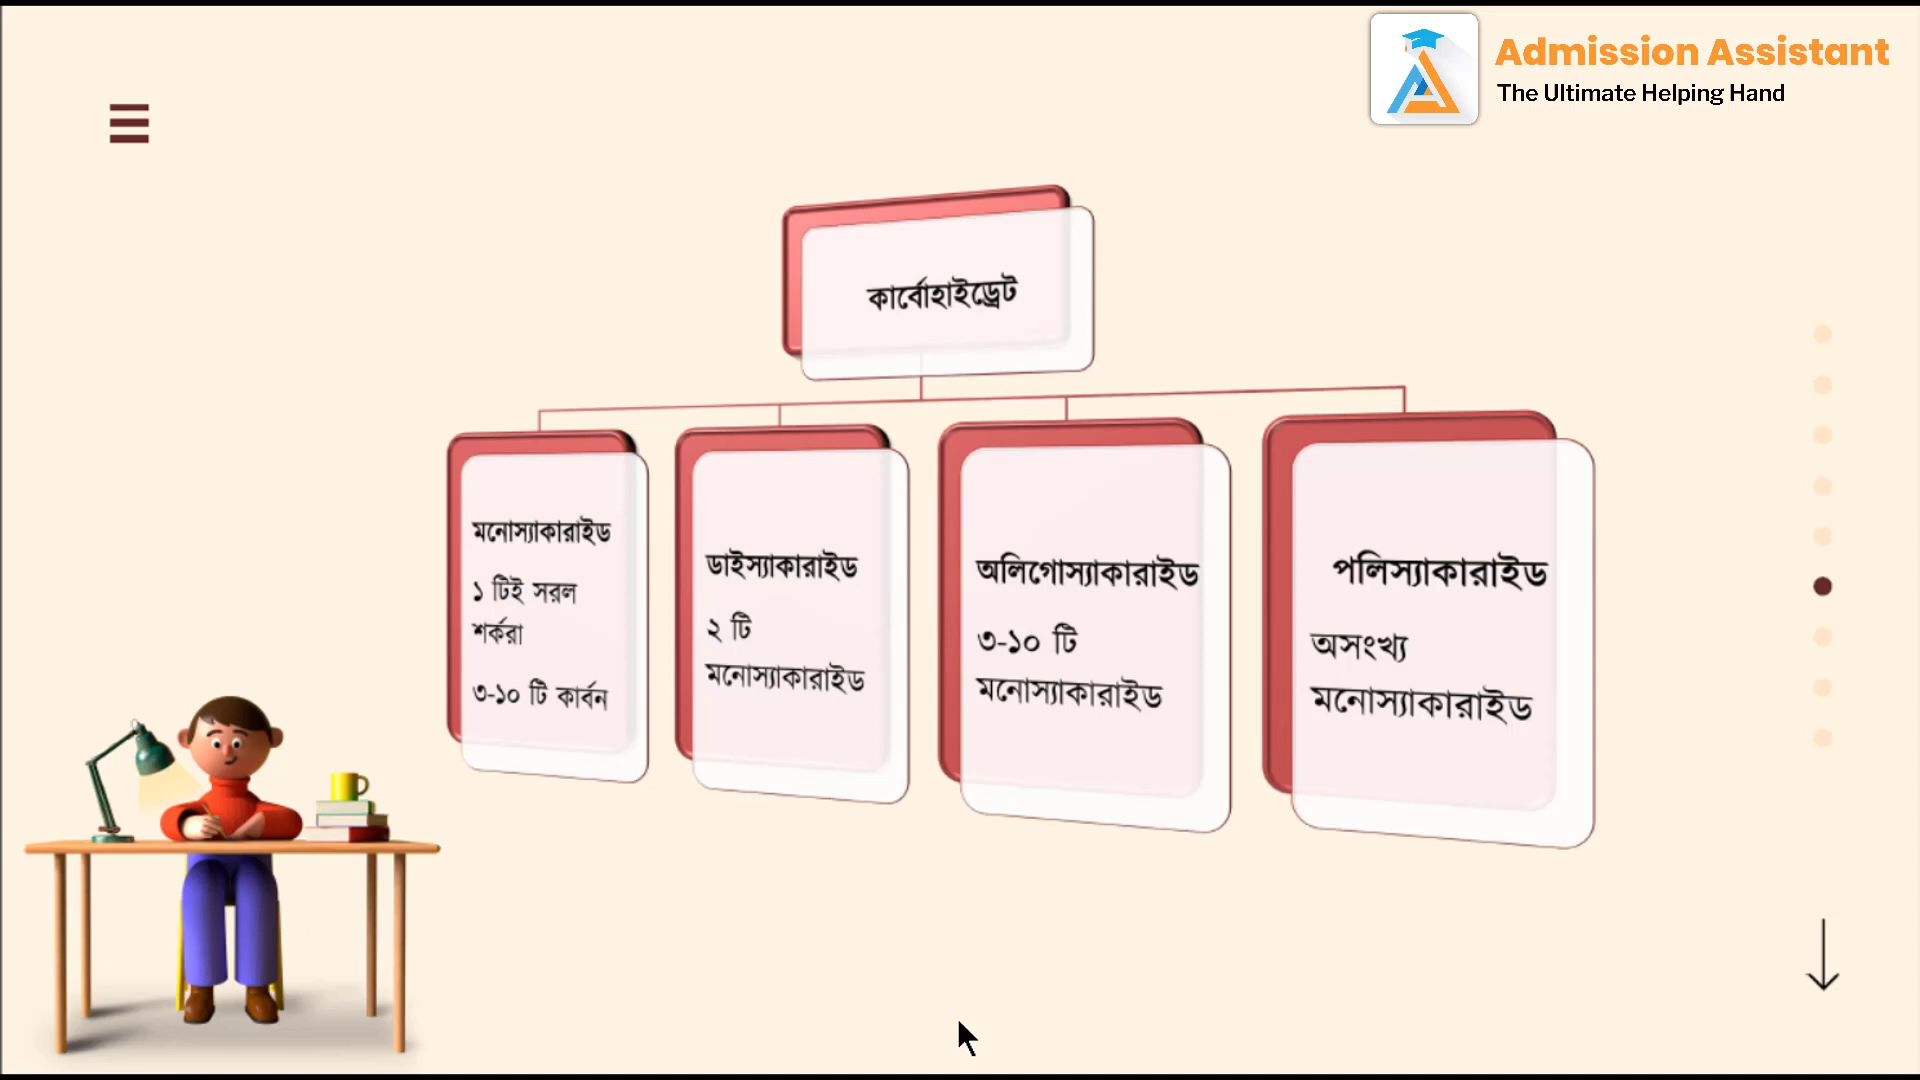 Admission Assistant
The Ultimate Helping Hand
কার্বোহাইড্রেট
মনোস্যাকারাইড
১ টিই সরল
শর্করা
৩-১০ টি কার্বন
ডাইস্যাকারাইড
২ টি
মনোস্যাকারাইড
অলিগোস্যাকারাইড
৩-১০ টি
মনোস্যাকারাইড
পলিস্যাকারাইড
অসংখ্য
মনোস্যাকারাইড